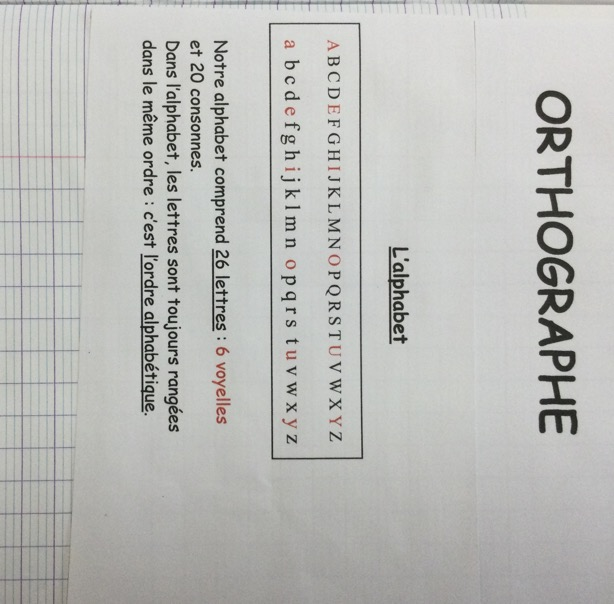 ORTHOGRAPHE
L'alphabet
A B C D E F G H I J K L M N O P Q R S T U V W X Y Z
a b c d e f g h i j k l m n o p q r s t u v w x y z
Notre alphabet comprend 26 lettres : 6 voyelles
et 20 consonnes.
Dans l'alphabet, les lettres sont toujours rangées
dans le même ordre : c'est l'ordre alphabétique.